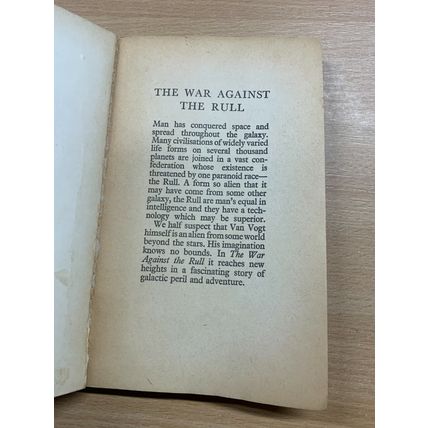 THE WAR AGAINST
THE RULL
Man has conquered space and
spread throughout the galaxy.
Many civilisations of widely varied
life forms on several thousand
planets are joined in a vast con-
federation whose existence is
threatened by one paranoid race—
the Rull. A form so alien that it
may have come from some other
galaxy, the Rull are man's equal in
intelligence and they have a tech-
nology which may be superior.
We half suspect that Van Vogt
himself is an alien from some world
beyond the stars. His imagination
knows no bounds. In The War
Against the Rull it reaches new
heights in a fascinating story of
galactic peril and adventure.